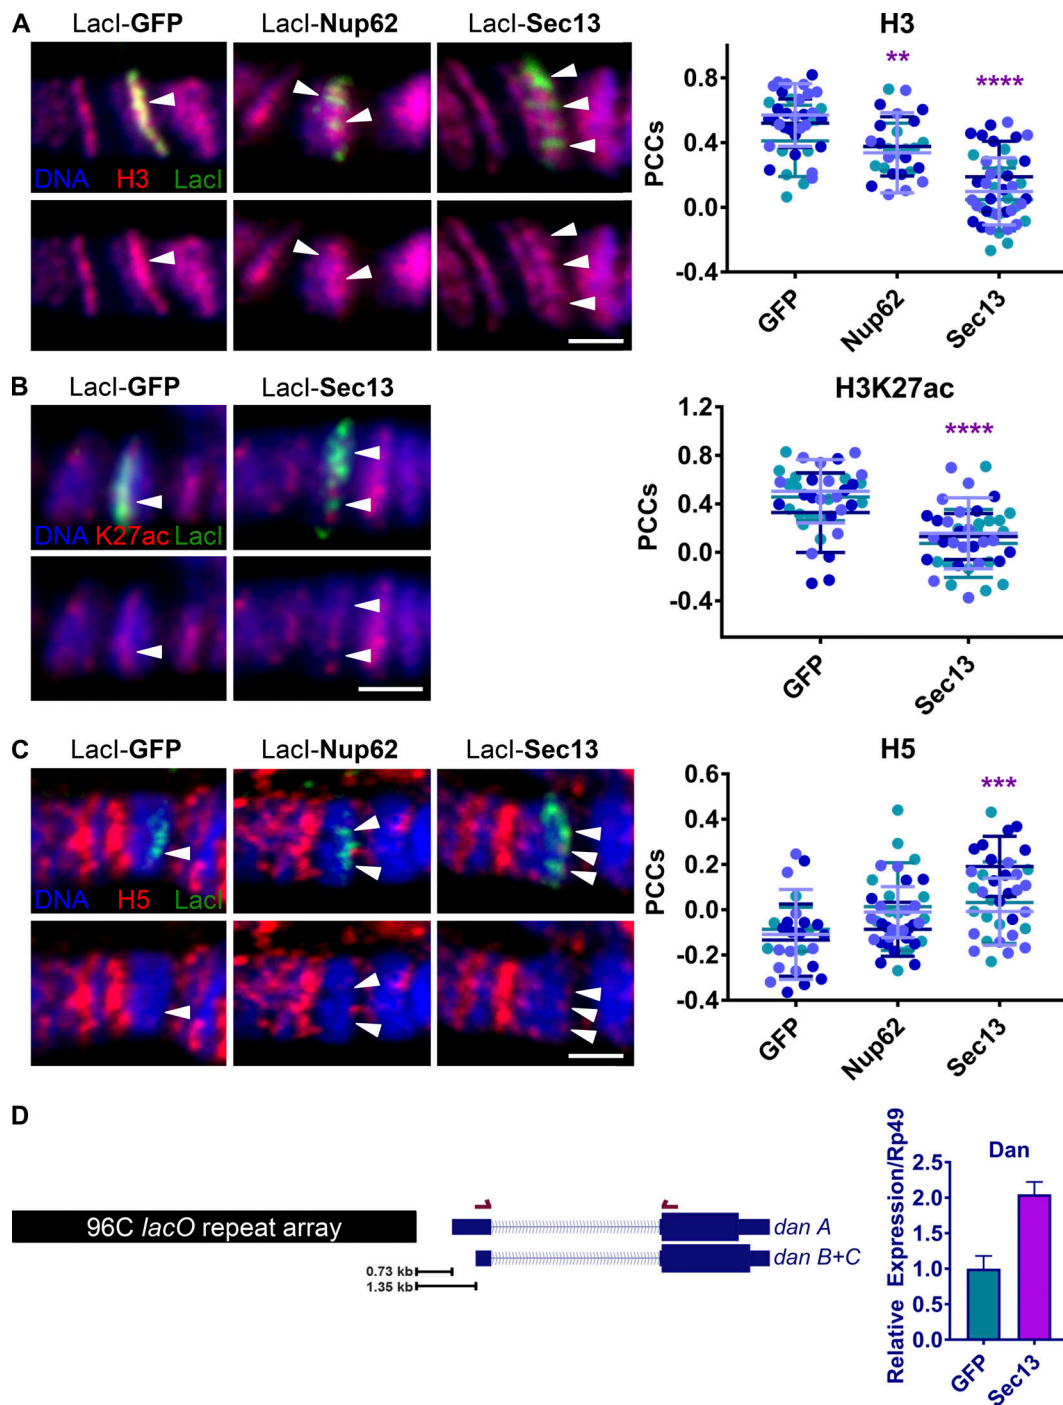 A
LacI-GFP
LacI-Nup62
LacI-Sec13
DNA H3 LacI
H3
**
****
PCCs
0.8
0.4
0.0
-0.4
GFP
Nup62
Sec13
B
LacI-GFP
LacI-Sec13
DNA K27ac LacI
H3K27ac
****
PCCs
1.2
0.8
0.4
0.0
-0.4
GFP
Sec13
C
LacI-GFP
LacI-Nup62
LacI-Sec13
DNA H5 LacI
H5
***
PCCs
0.6
0.4
0.2
0.0
-0.2
-0.4
GFP
Nup62
Sec13
D
96C lacO repeat array
dan A
dan B+C
0.73 kb
1.35 kb
Dan
Relative Expression/Rp49
2.5
2.0
1.5
1.0
0.5
0.0
GFP
Sec13